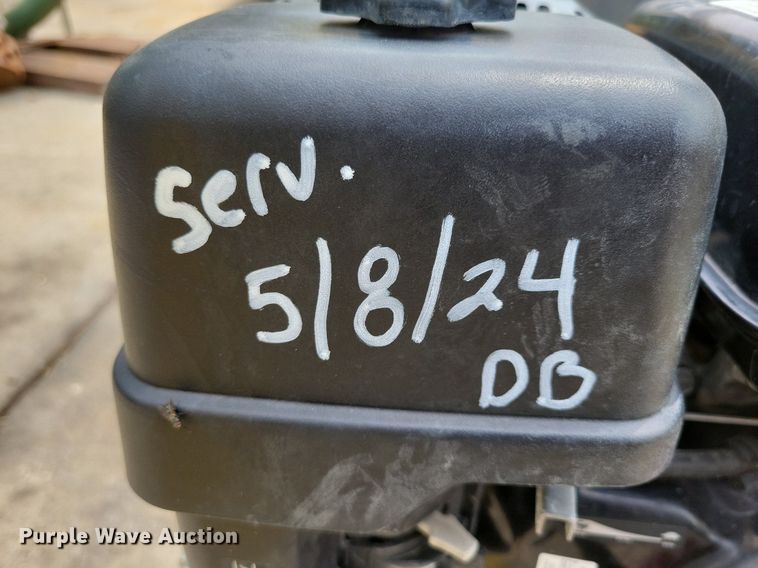 Serv.
5/8/24
DB
Purple Wave Auction